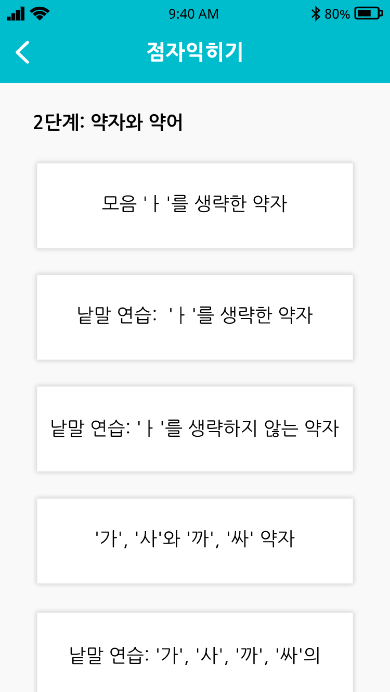 9:40 AM 80%
점자익히기
2단계: 약자와 약어
모음 'ㅏ'를 생략한 약자
낱말 연습:  'ㅏ'를 생략한 약자
낱말 연습: 'ㅏ'를 생략하지 않는 약자
'가', '사'와 '까', '싸' 약자
낱말 연습: '가', '사', '까', '싸'의